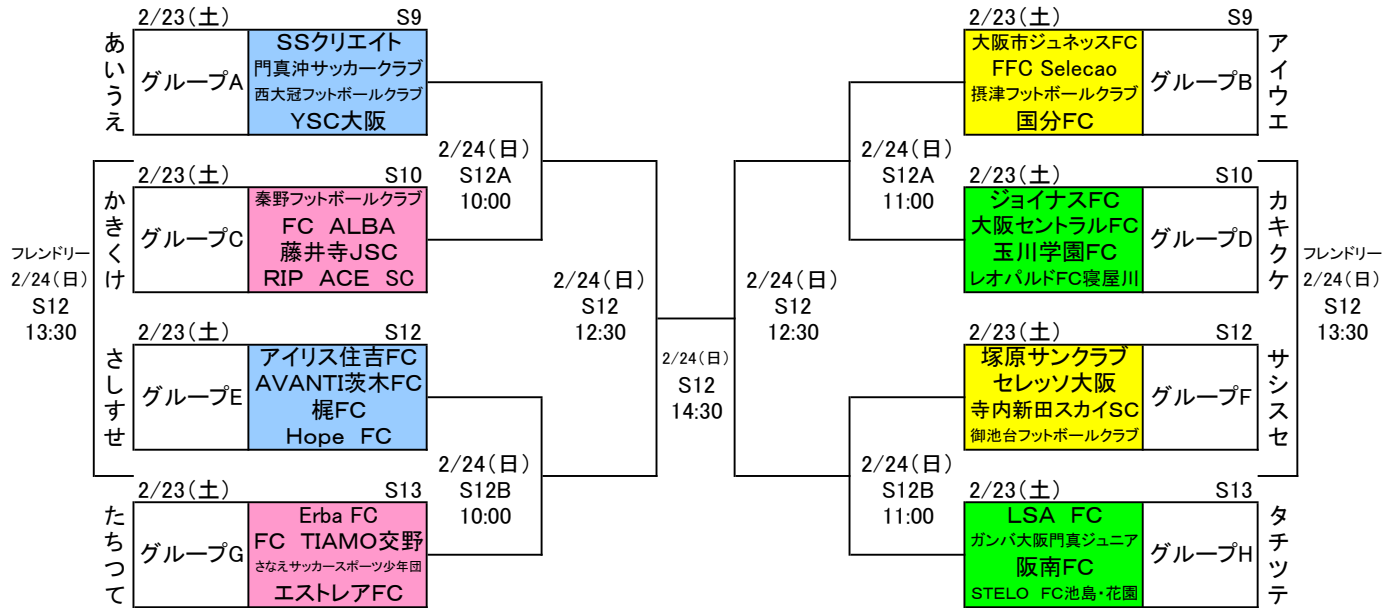 2/23(土) S9
あいうえ
グループA
SSクリエイト
門真沖サッカークラブ
西大冠フットボールクラブ
YSC大阪
2/23(土) S10
かきくけ
グループC
秦野フットボールクラブ
FC ALBA
藤井寺JSC
RIP ACE SC
2/23(土) S12
さしすせ
グループE
アイリス住吉FC
AVANTI茨木FC
梶FC
Hope FC
2/23(土) S13
たちつて
グループG
Erba FC
FC TIAMO交野
さなえサッカースポーツ少年団
エストレアFC
フレンドリー
2/24(日)
S12
13:30
2/24(日)
S12A
10:00
2/24(日)
S12B
10:00
2/24(日)
S12
12:30
2/24(日)
S12
14:30
2/24(日)
S12
12:30
2/24(日)
S12A
11:00
2/24(日)
S12B
11:00
2/23(土) S9
大阪市ジュネッスFC
FFC Selecao
摂津フットボールクラブ
国分FC
グループB
アイウエ
2/23(土) S10
ジョイナスFC
大阪セントラルFC
玉川学園FC
レオパルドFC寝屋川
グループD
カキクケ
2/23(土) S12
塚原サンクラブ
セレッソ大阪
寺内新田スカイSC
御池台フットボールクラブ
グループF
サシスセ
2/23(土) S13
LSA FC
ガンバ大阪門真ジュニア
阪南FC
STELO FC池島・花園
グループH
タチツテ
フレンドリー
2/24(日)
S12
13:30